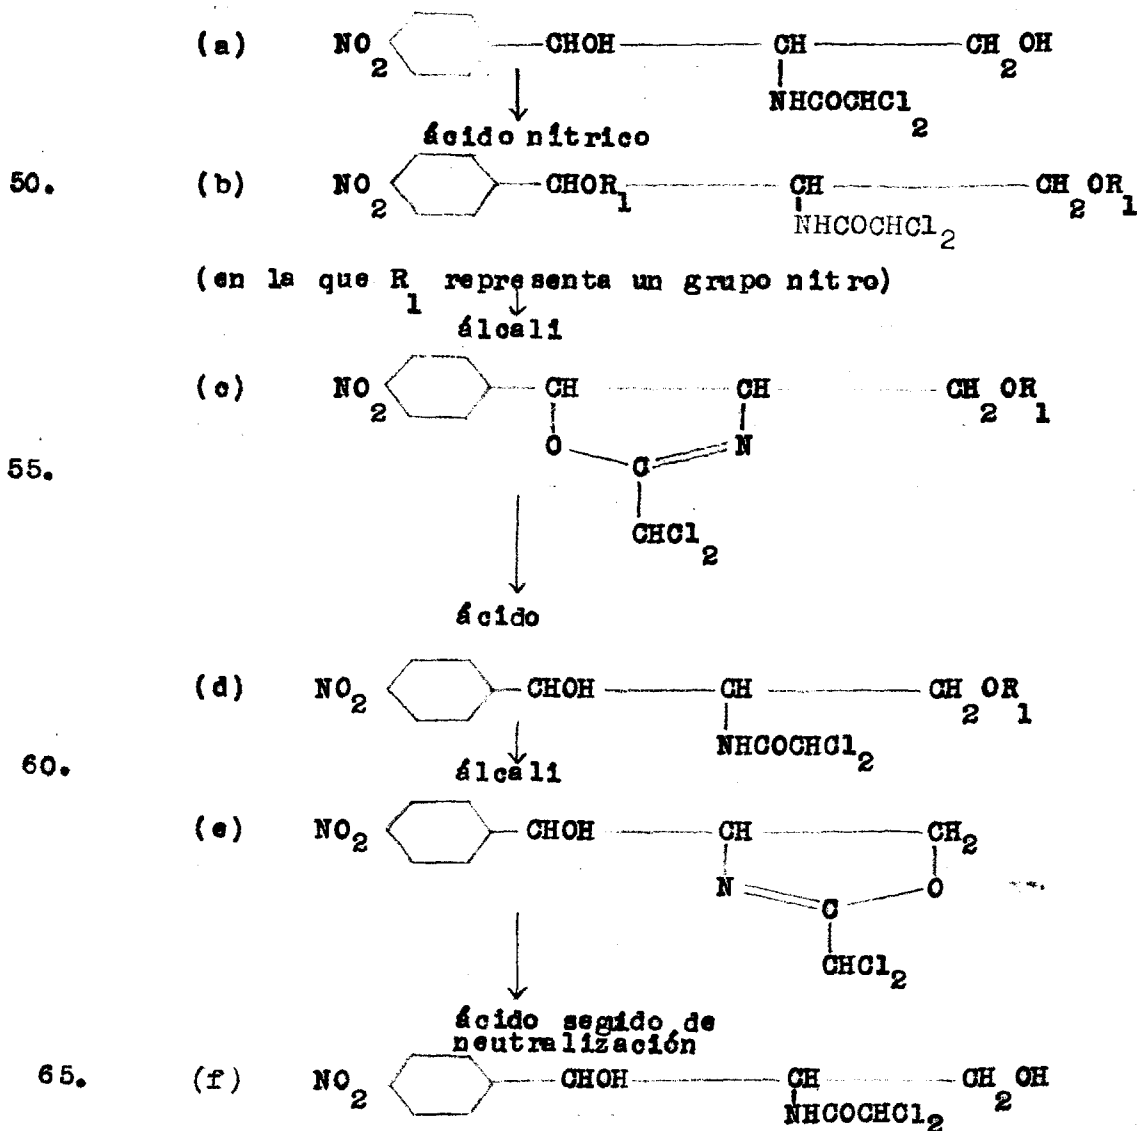 (a) NO2 CHOH CH CH2OH
NHCOCHCl2
ácido nítrico
50. (b) NO2 CHOR1 CH CH2OR1
NHCOCHCl2
(en la que R1 representa un grupo nitro)
álcali
(c) NO2 CH CH CH2OR1
O N
55. C
CHCl2
ácido
(d) NO2 CHOH CH CH2OR1
NHCOCHCl2
60. álcali
(e) NO2 CHOH CH CH2
N O
C
CHCl2
ácido segido de
neutralización
65. (f) NO2 CHOH CH CH2OH
NHCOCHCl2